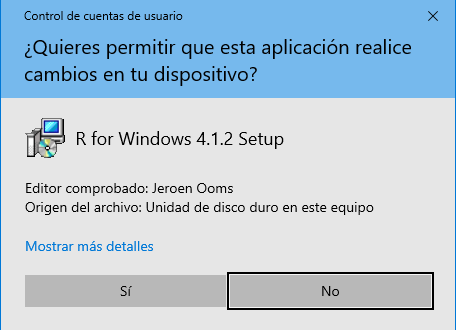 Control de cuentas de usuario
¿Quieres permitir que esta aplicación realice
cambios en tu dispositivo?
R for Windows 4.1.2 Setup
Editor comprobado: Jeroen Ooms
Origen del archivo: Unidad de disco duro en este equipo
Mostrar más detalles
Sí
No